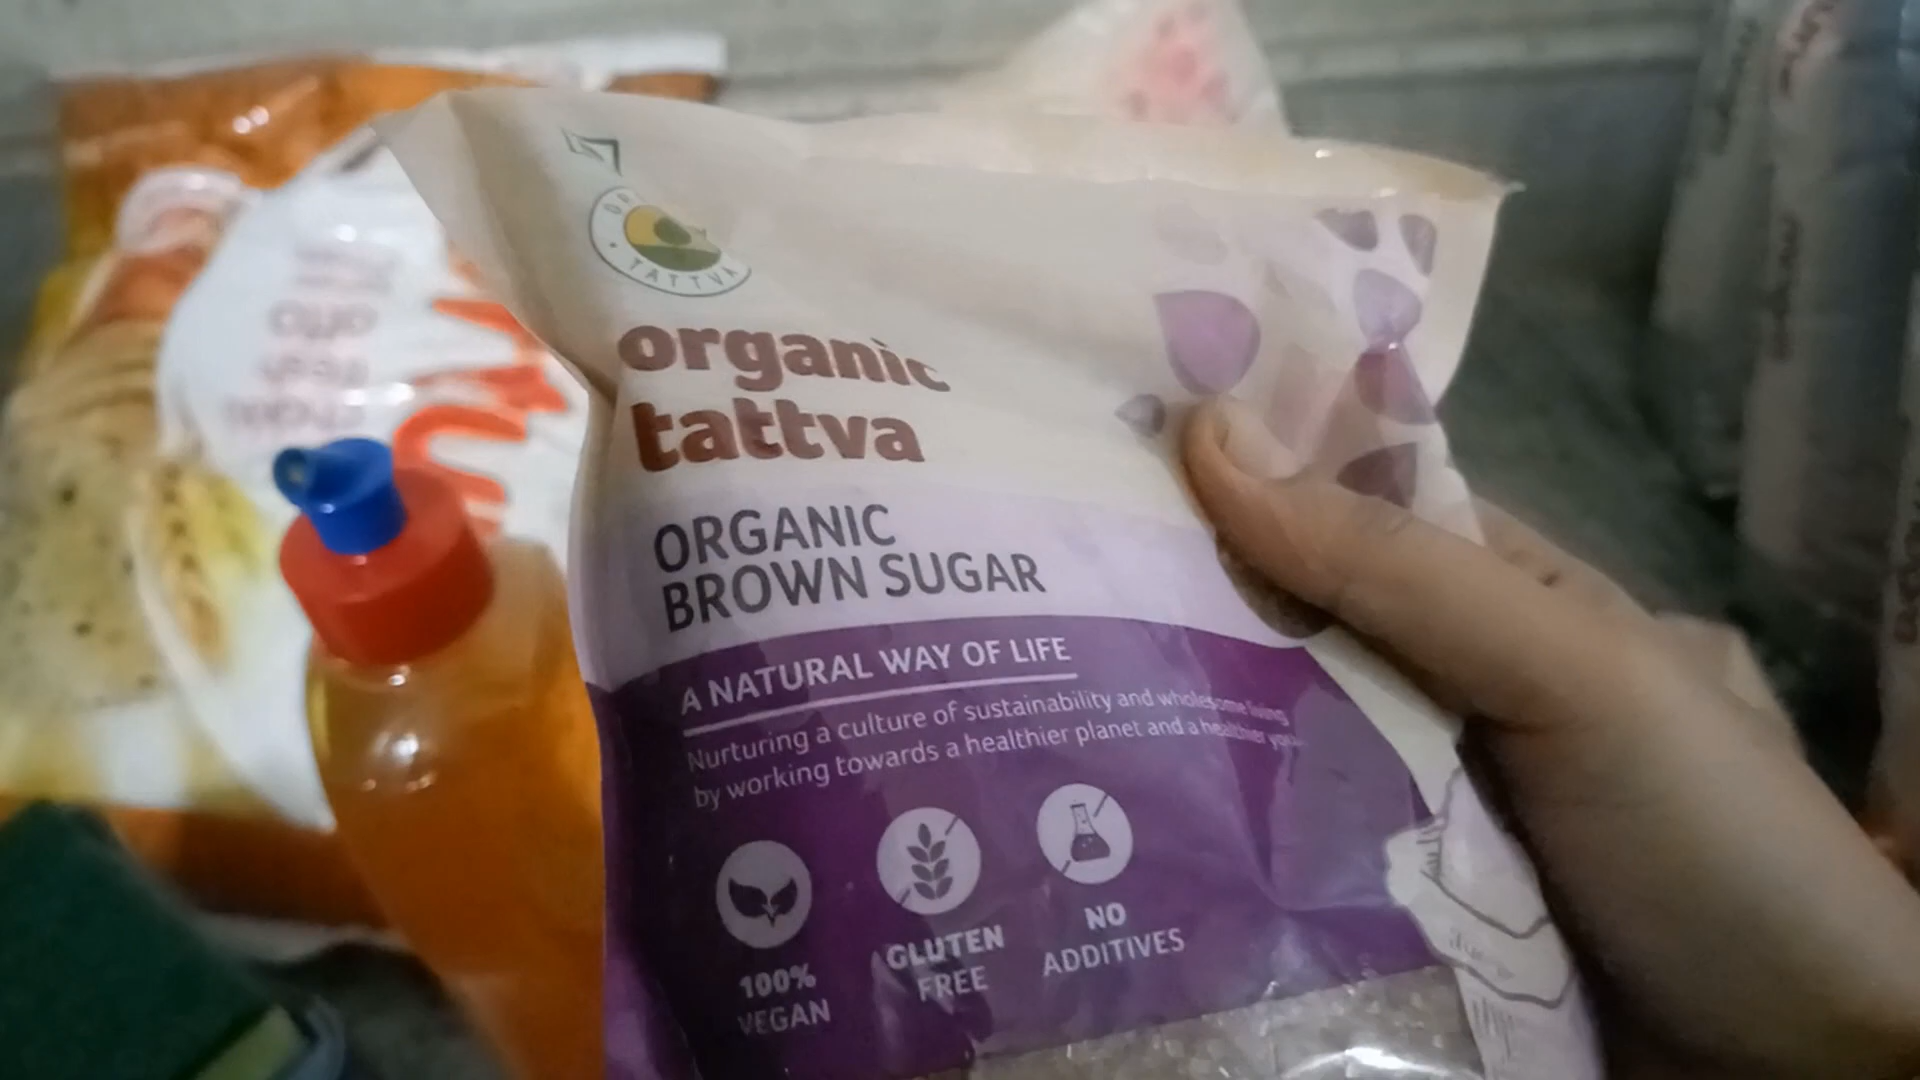 TATTVA
organic
tattva
ORGANIC
BROWN SUGAR
A NATURAL WAY OF LIFE
Nurturing a culture of sustainability and wholesome living
by working towards a healthier planet and a healthier you.
100%
VEGAN
GLUTEN
FREE
NO
ADDITIVES